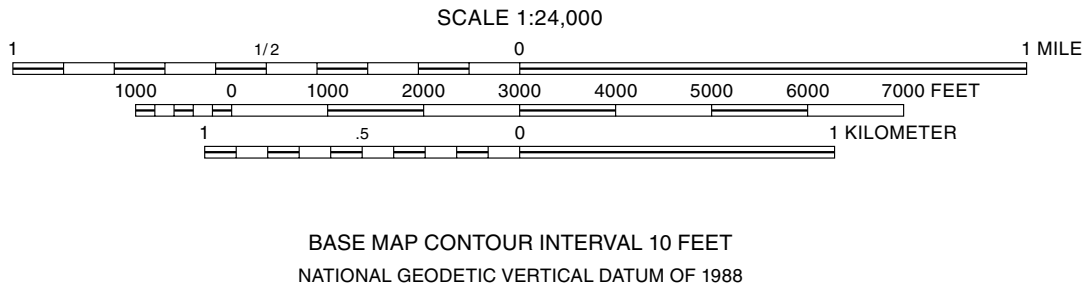 SCALE 1:24,000
1 1/2 0 1 MILE
1000 0 1000 2000 3000 4000 5000 6000 7000 FEET
1 .5 0 1 KILOMETER
BASE MAP CONTOUR INTERVAL 10 FEET
NATIONAL GEODETIC VERTICAL DATUM OF 1988